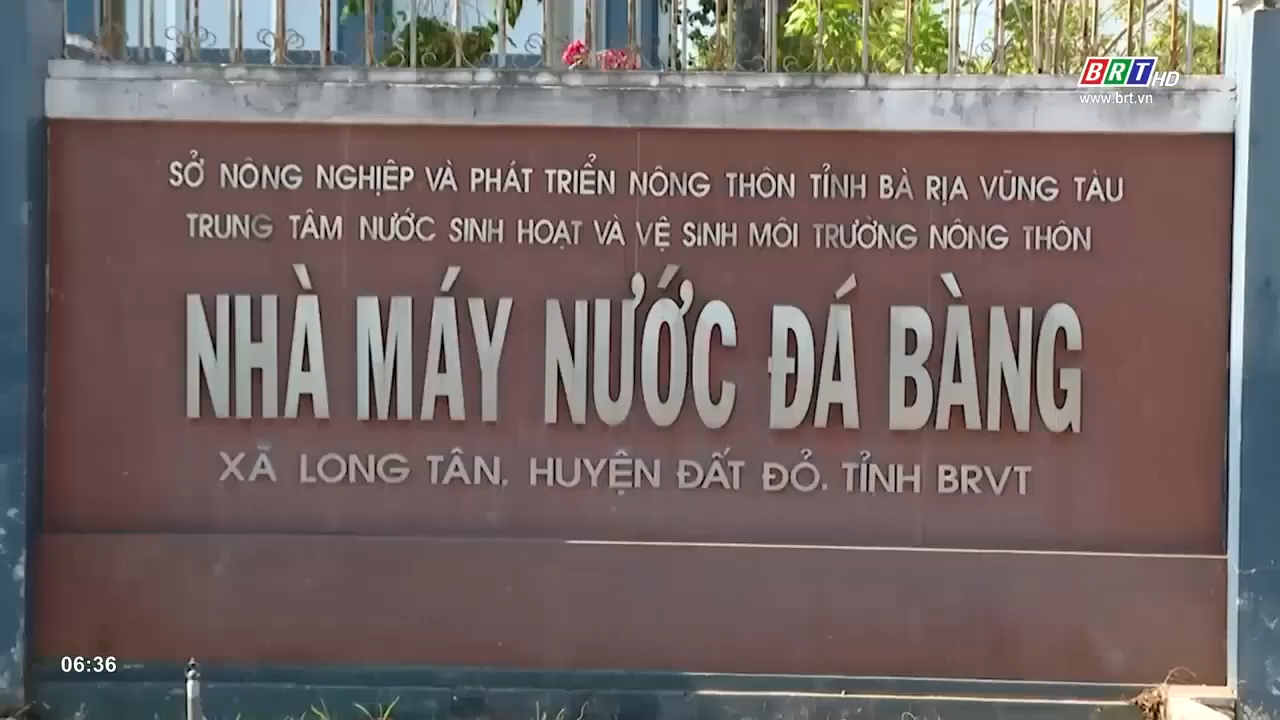 BRT HD
www.brt.vn
SỞ NÔNG NGHIỆP VÀ PHÁT TRIỂN NÔNG THÔN TỈNH BÀ RỊA VŨNG TÀU
TRUNG TÂM NƯỚC SINH HOẠT VÀ VỆ SINH MÔI TRƯỜNG NÔNG THÔN
NHÀ MÁY NƯỚC ĐÁ BÀNG
XÃ LONG TÂN, HUYỆN ĐẤT ĐỎ. TỈNH BRVT
06:36